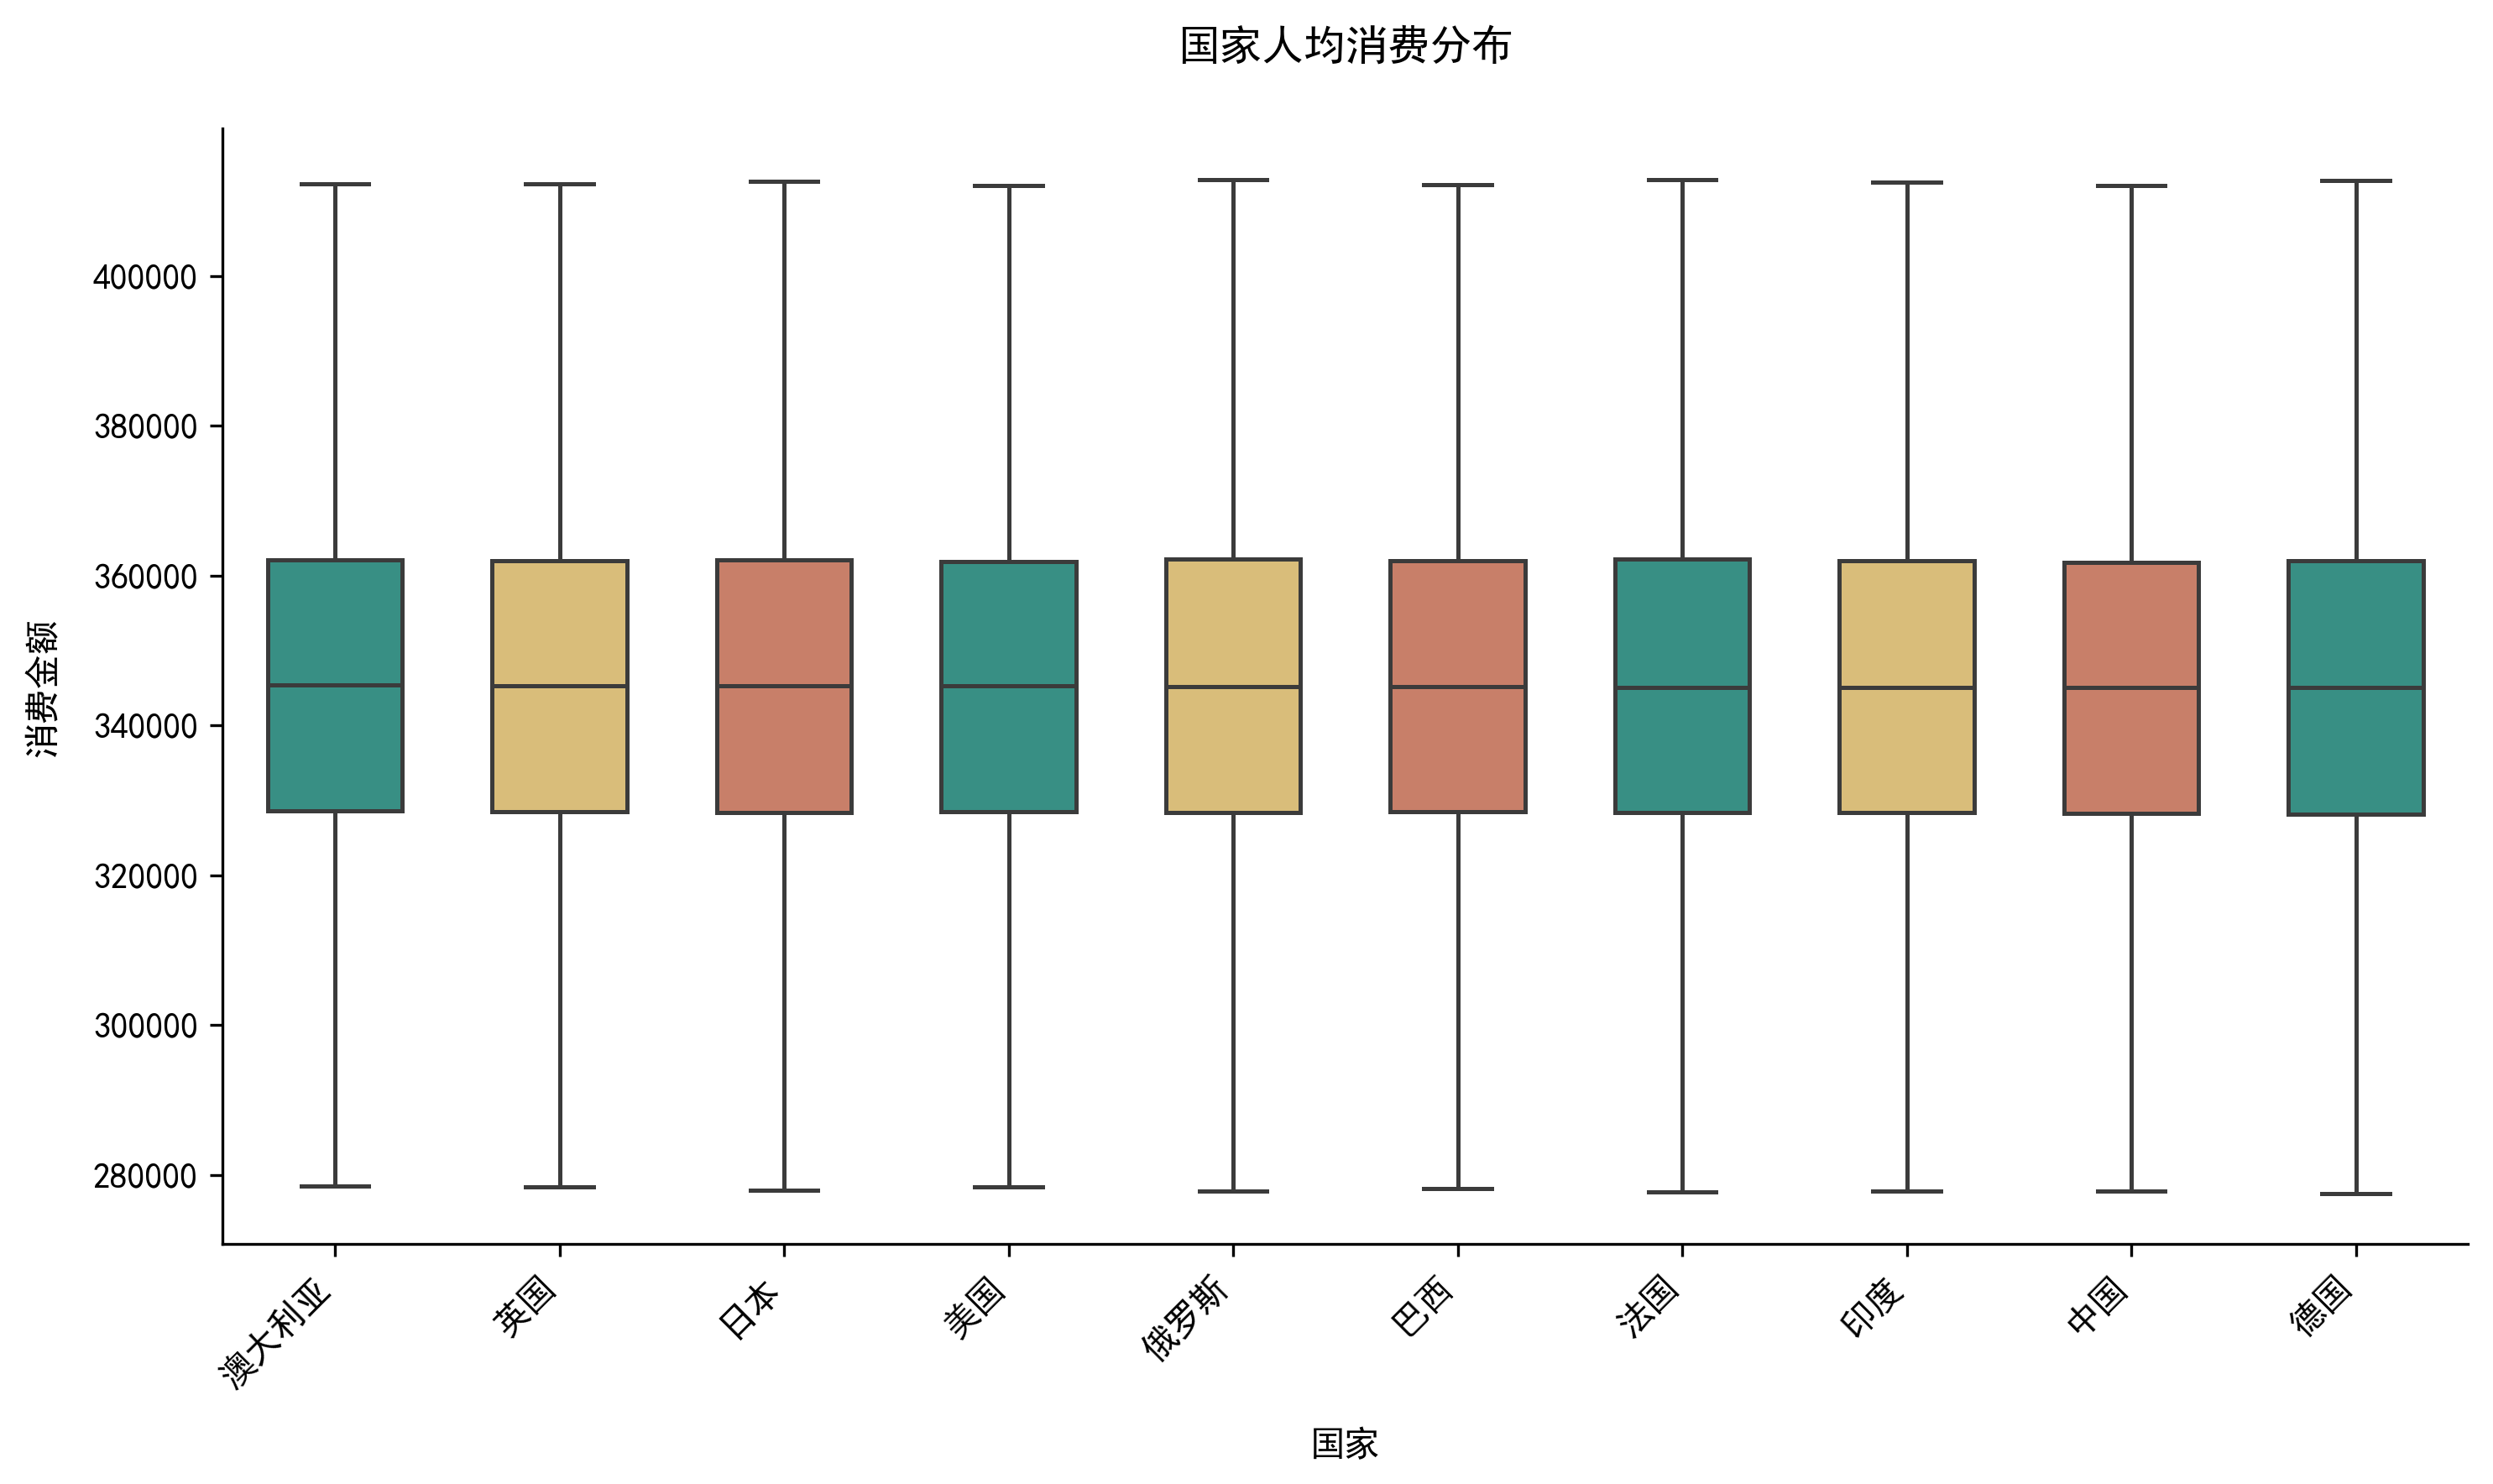 国家人均消费分布
消费金额
400000
380000
360000
340000
320000
300000
280000
澳大利亚
英国
日本
美国
俄罗斯
巴西
法国
印度
中国
德国
国家